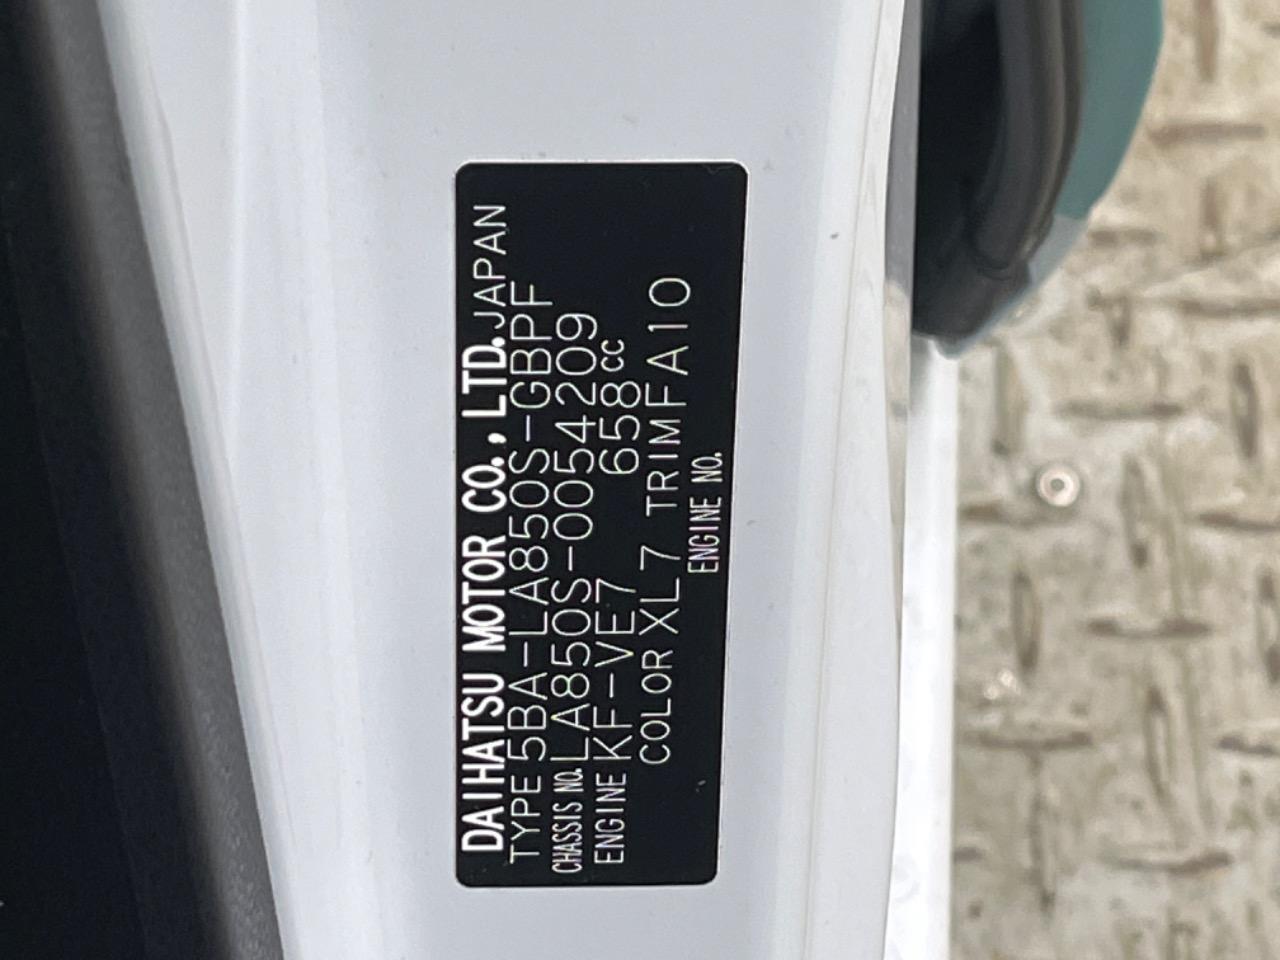 DAIHATSU MOTOR CO., LTD. JAPAN
TYPE 5BA-LA850S-GBPF
CHASSIS NO. LA850S-0054209
ENGINE KF-VE7 658cc
COLOR XL7 TRIM FA10
ENGINE NO.